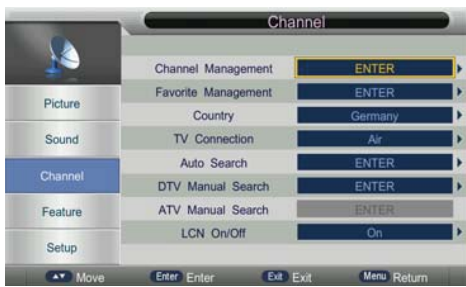 Channel
Picture
Sound
Channel
Feature
Setup
Channel Management ENTER
Favorite Management ENTER
Country Germany
TV Connection Air
Auto Search ENTER
DTV Manual Search ENTER
ATV Manual Search ENTER
LCN On/Off On
Move Enter Enter Exit Exit Menu Return